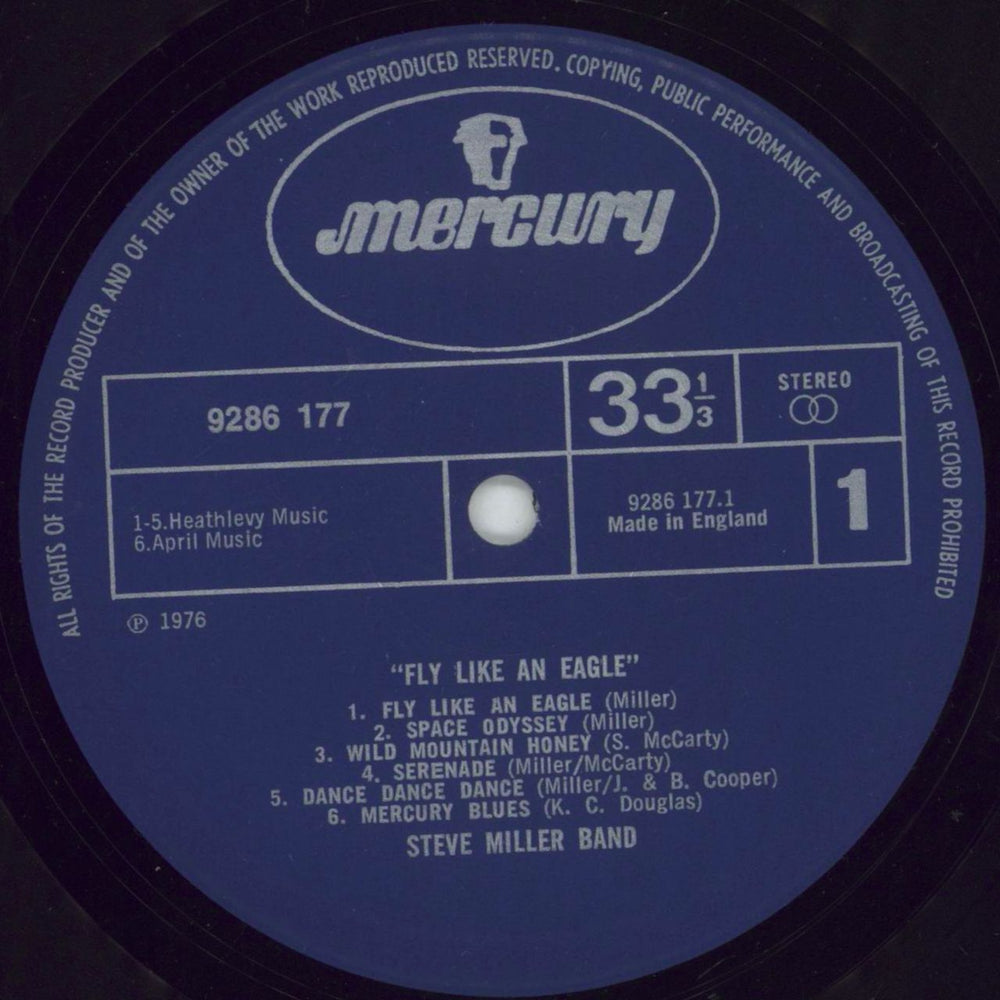 ALL RIGHTS OF THE RECORD PRODUCER AND OF THE OWNER OF THE WORK REPRODUCED RESERVED. COPYING, PUBLIC PERFORMANCE AND BROADCASTING OF THIS RECORD PROHIBITED
mercury
9286 177
33 1/3
STEREO
1-5.Heathlevy Music
6.April Music
9286 177.1
Made in England
1
℗ 1976
“FLY LIKE AN EAGLE”
1. FLY LIKE AN EAGLE (Miller)
2. SPACE ODYSSEY (Miller)
3. WILD MOUNTAIN HONEY (S. McCarty)
4. SERENADE (Miller/McCarty)
5. DANCE DANCE DANCE (Miller/J. & B. Cooper)
6. MERCURY BLUES (K. C. Douglas)
STEVE MILLER BAND